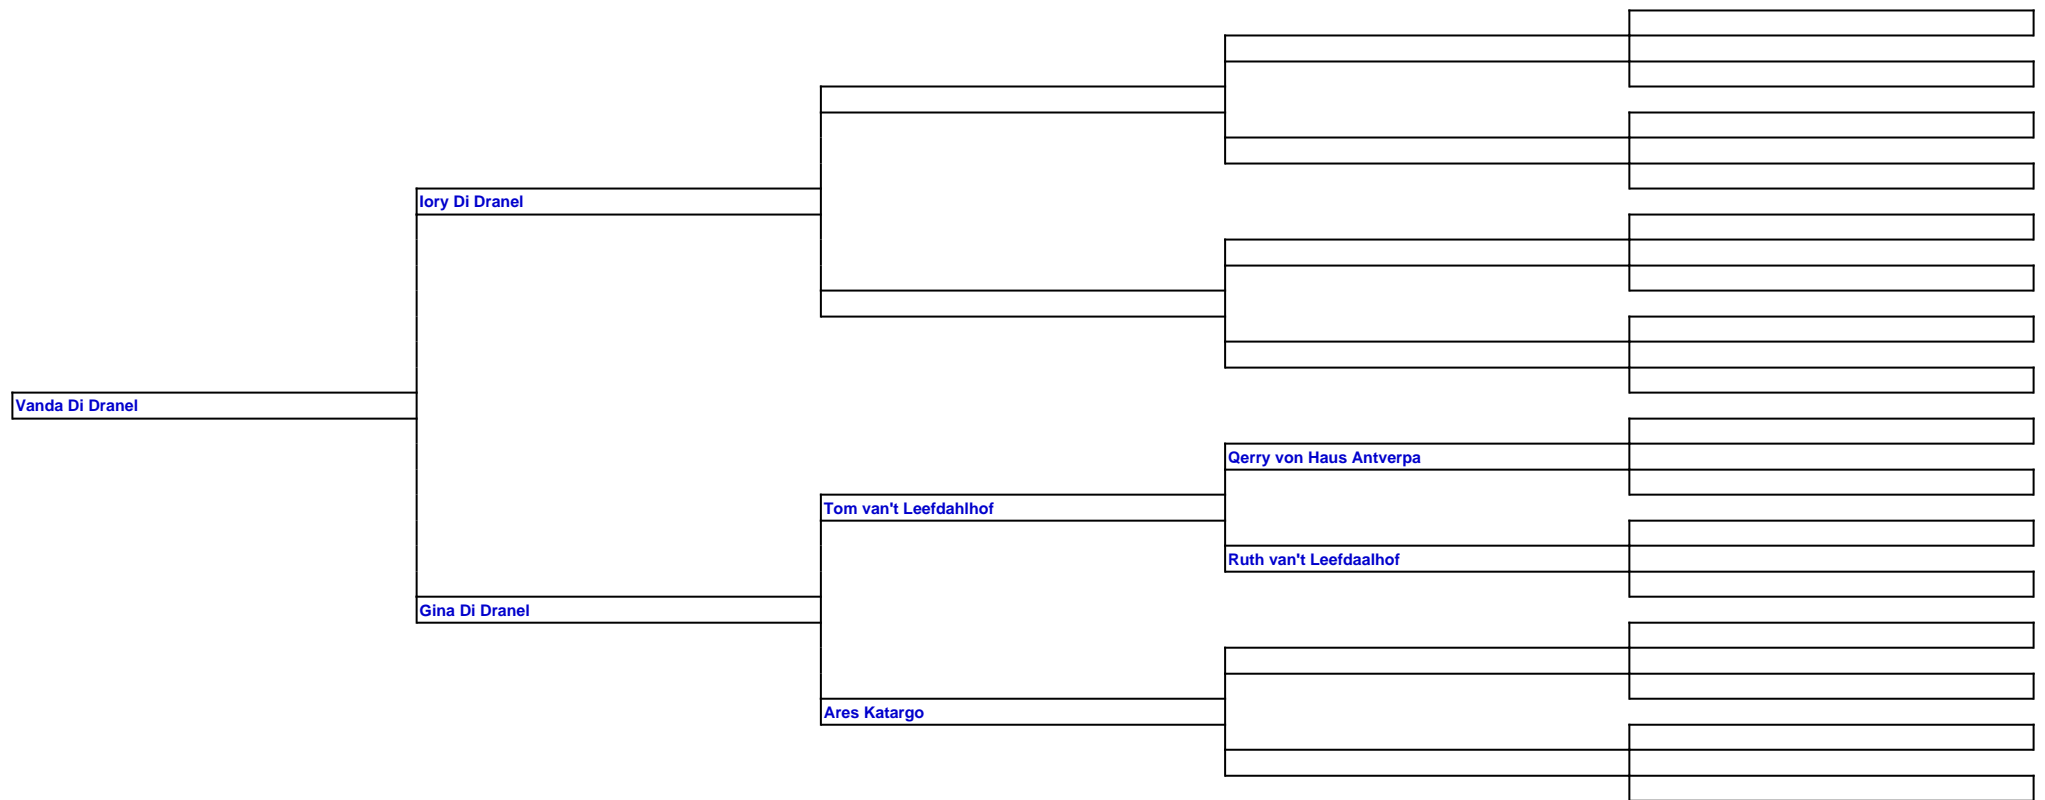 Iory Di Dranel
Vanda Di Dranel
Qerry von Haus Antverpa
Tom van't Leefdahlhof
Ruth van't Leefdaalhof
Gina Di Dranel
Ares Katargo